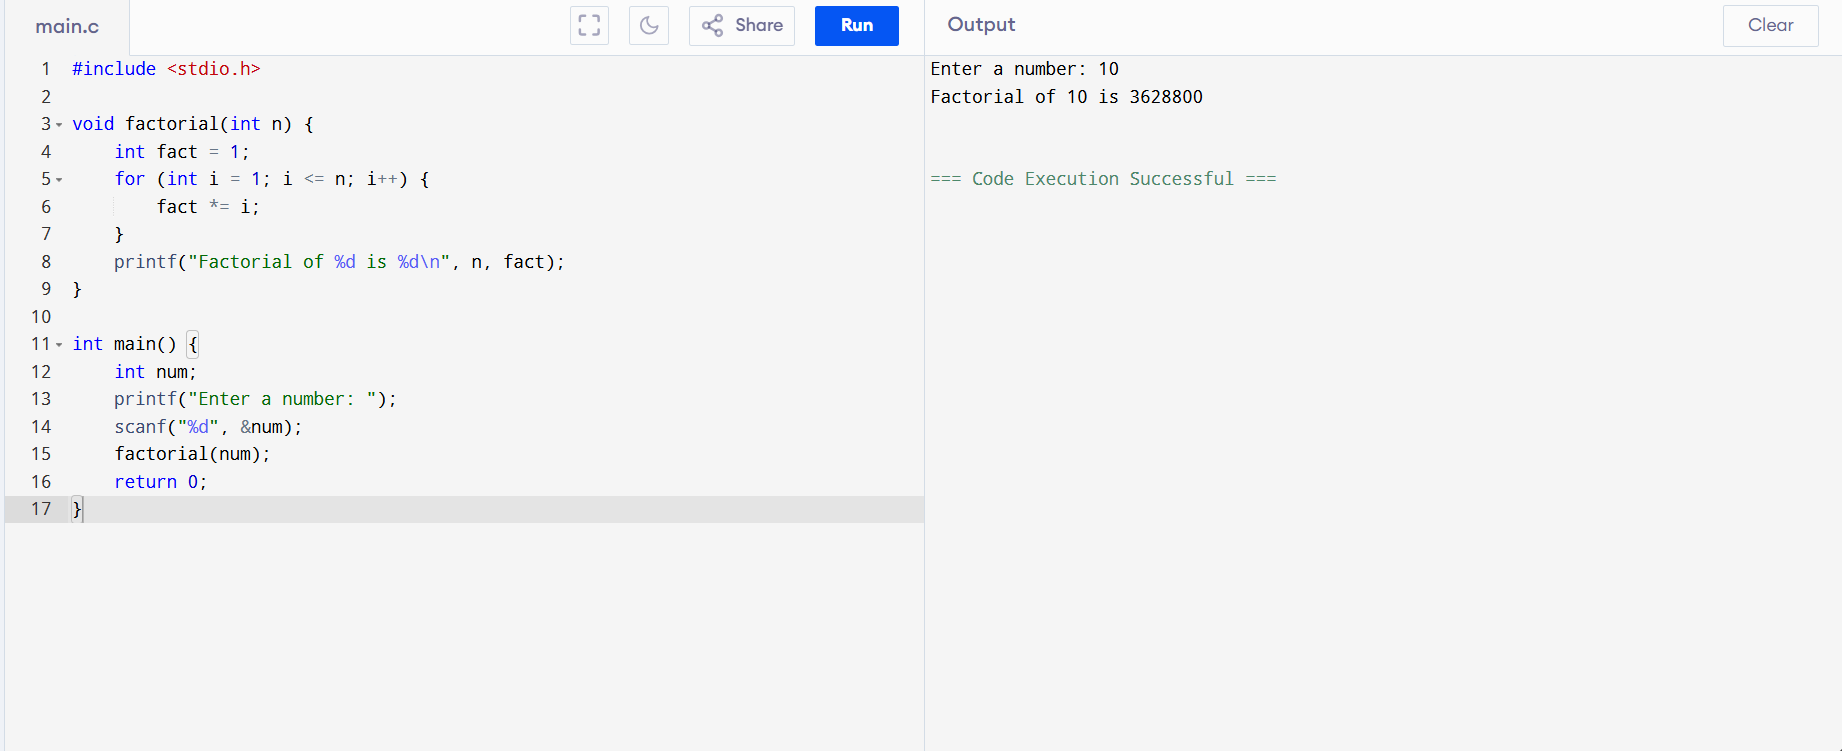 main.c
Share
Run
Output
Clear
1 #include <stdio.h>
2
3 void factorial(int n) {
4     int fact = 1;
5     for (int i = 1; i <= n; i++) {
6         fact *= i;
7     }
8     printf("Factorial of %d is %d\n", n, fact);
9 }
10
11 int main() {
12     int num;
13     printf("Enter a number: ");
14     scanf("%d", &num);
15     factorial(num);
16     return 0;
17 }
Enter a number: 10
Factorial of 10 is 3628800
=== Code Execution Successful ===